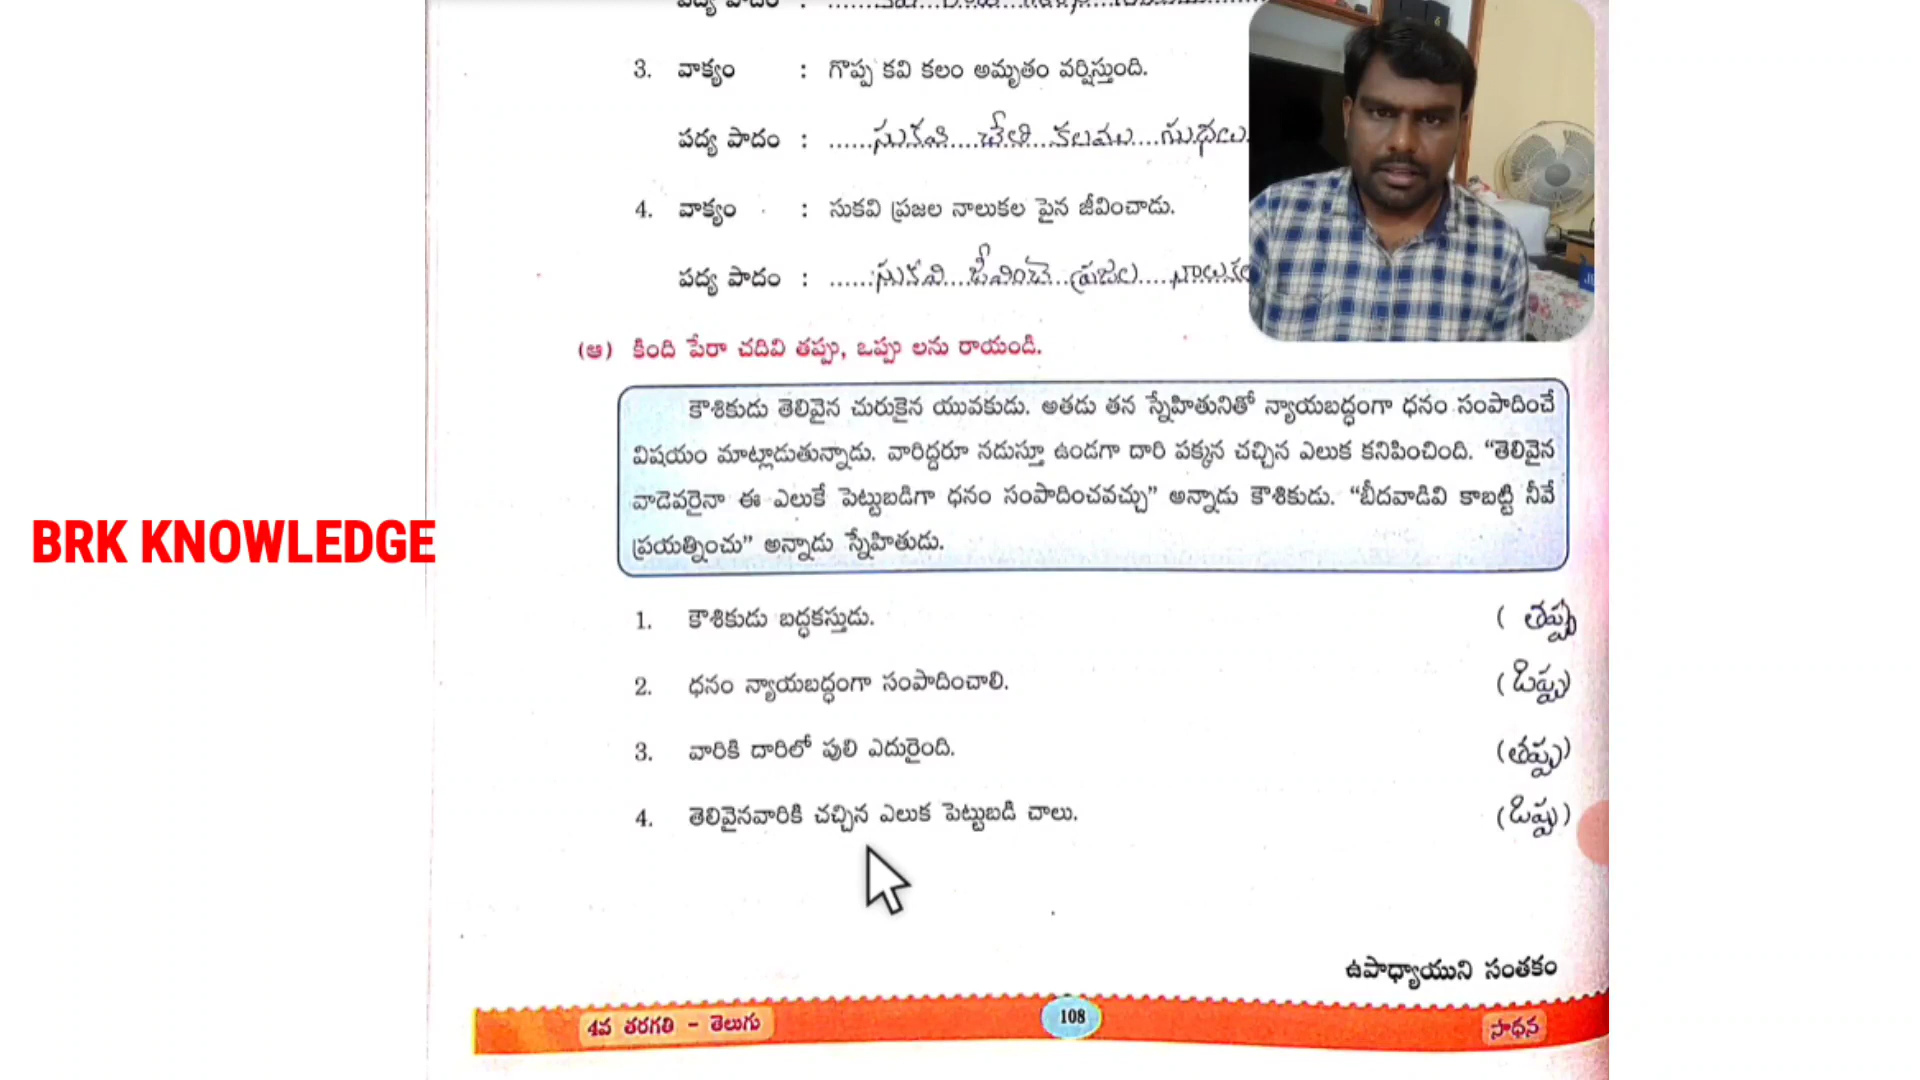 పద్య పాదం :
3. వాక్యం : గొప్ప కవి కలం అమృతం వర్షిస్తుంది.
పద్య పాదం : ......సుకవి....చేతి...కలము....సుధలు
4. వాక్యం : సుకవి ప్రజల నాలుకల పైన జీవించాడు.
పద్య పాదం : ......సుకవి....జీవించె...ప్రజల.....నాలుకల
(ఆ) కింది పేరా చదివి తప్పు, ఒప్పు లను రాయండి.
కౌశికుడు తెలివైన చురుకైన యువకుడు. అతడు తన స్నేహితునితో న్యాయబద్ధంగా ధనం సంపాదించే
విషయం మాట్లాడుతున్నాడు. వారిద్దరూ నడుస్తూ ఉండగా దారి పక్కన చచ్చిన ఎలుక కనిపించింది. “తెలివైన
వాడెవరైనా ఈ ఎలుకే పెట్టుబడిగా ధనం సంపాదించవచ్చు” అన్నాడు కౌశికుడు. “బీదవాడివి కాబట్టి నీవే
ప్రయత్నించు” అన్నాడు స్నేహితుడు.
BRK KNOWLEDGE
1. కౌశికుడు బద్ధకస్తుడు. ( తప్పు )
2. ధనం న్యాయబద్ధంగా సంపాదించాలి. (ఒప్పు)
3. వారికి దారిలో పులి ఎదురైంది. (తప్పు)
4. తెలివైనవారికి చచ్చిన ఎలుక పెట్టుబడి చాలు. (ఒప్పు)
ఉపాధ్యాయుని సంతకం
4వ తరగతి - తెలుగు 108 సాధన